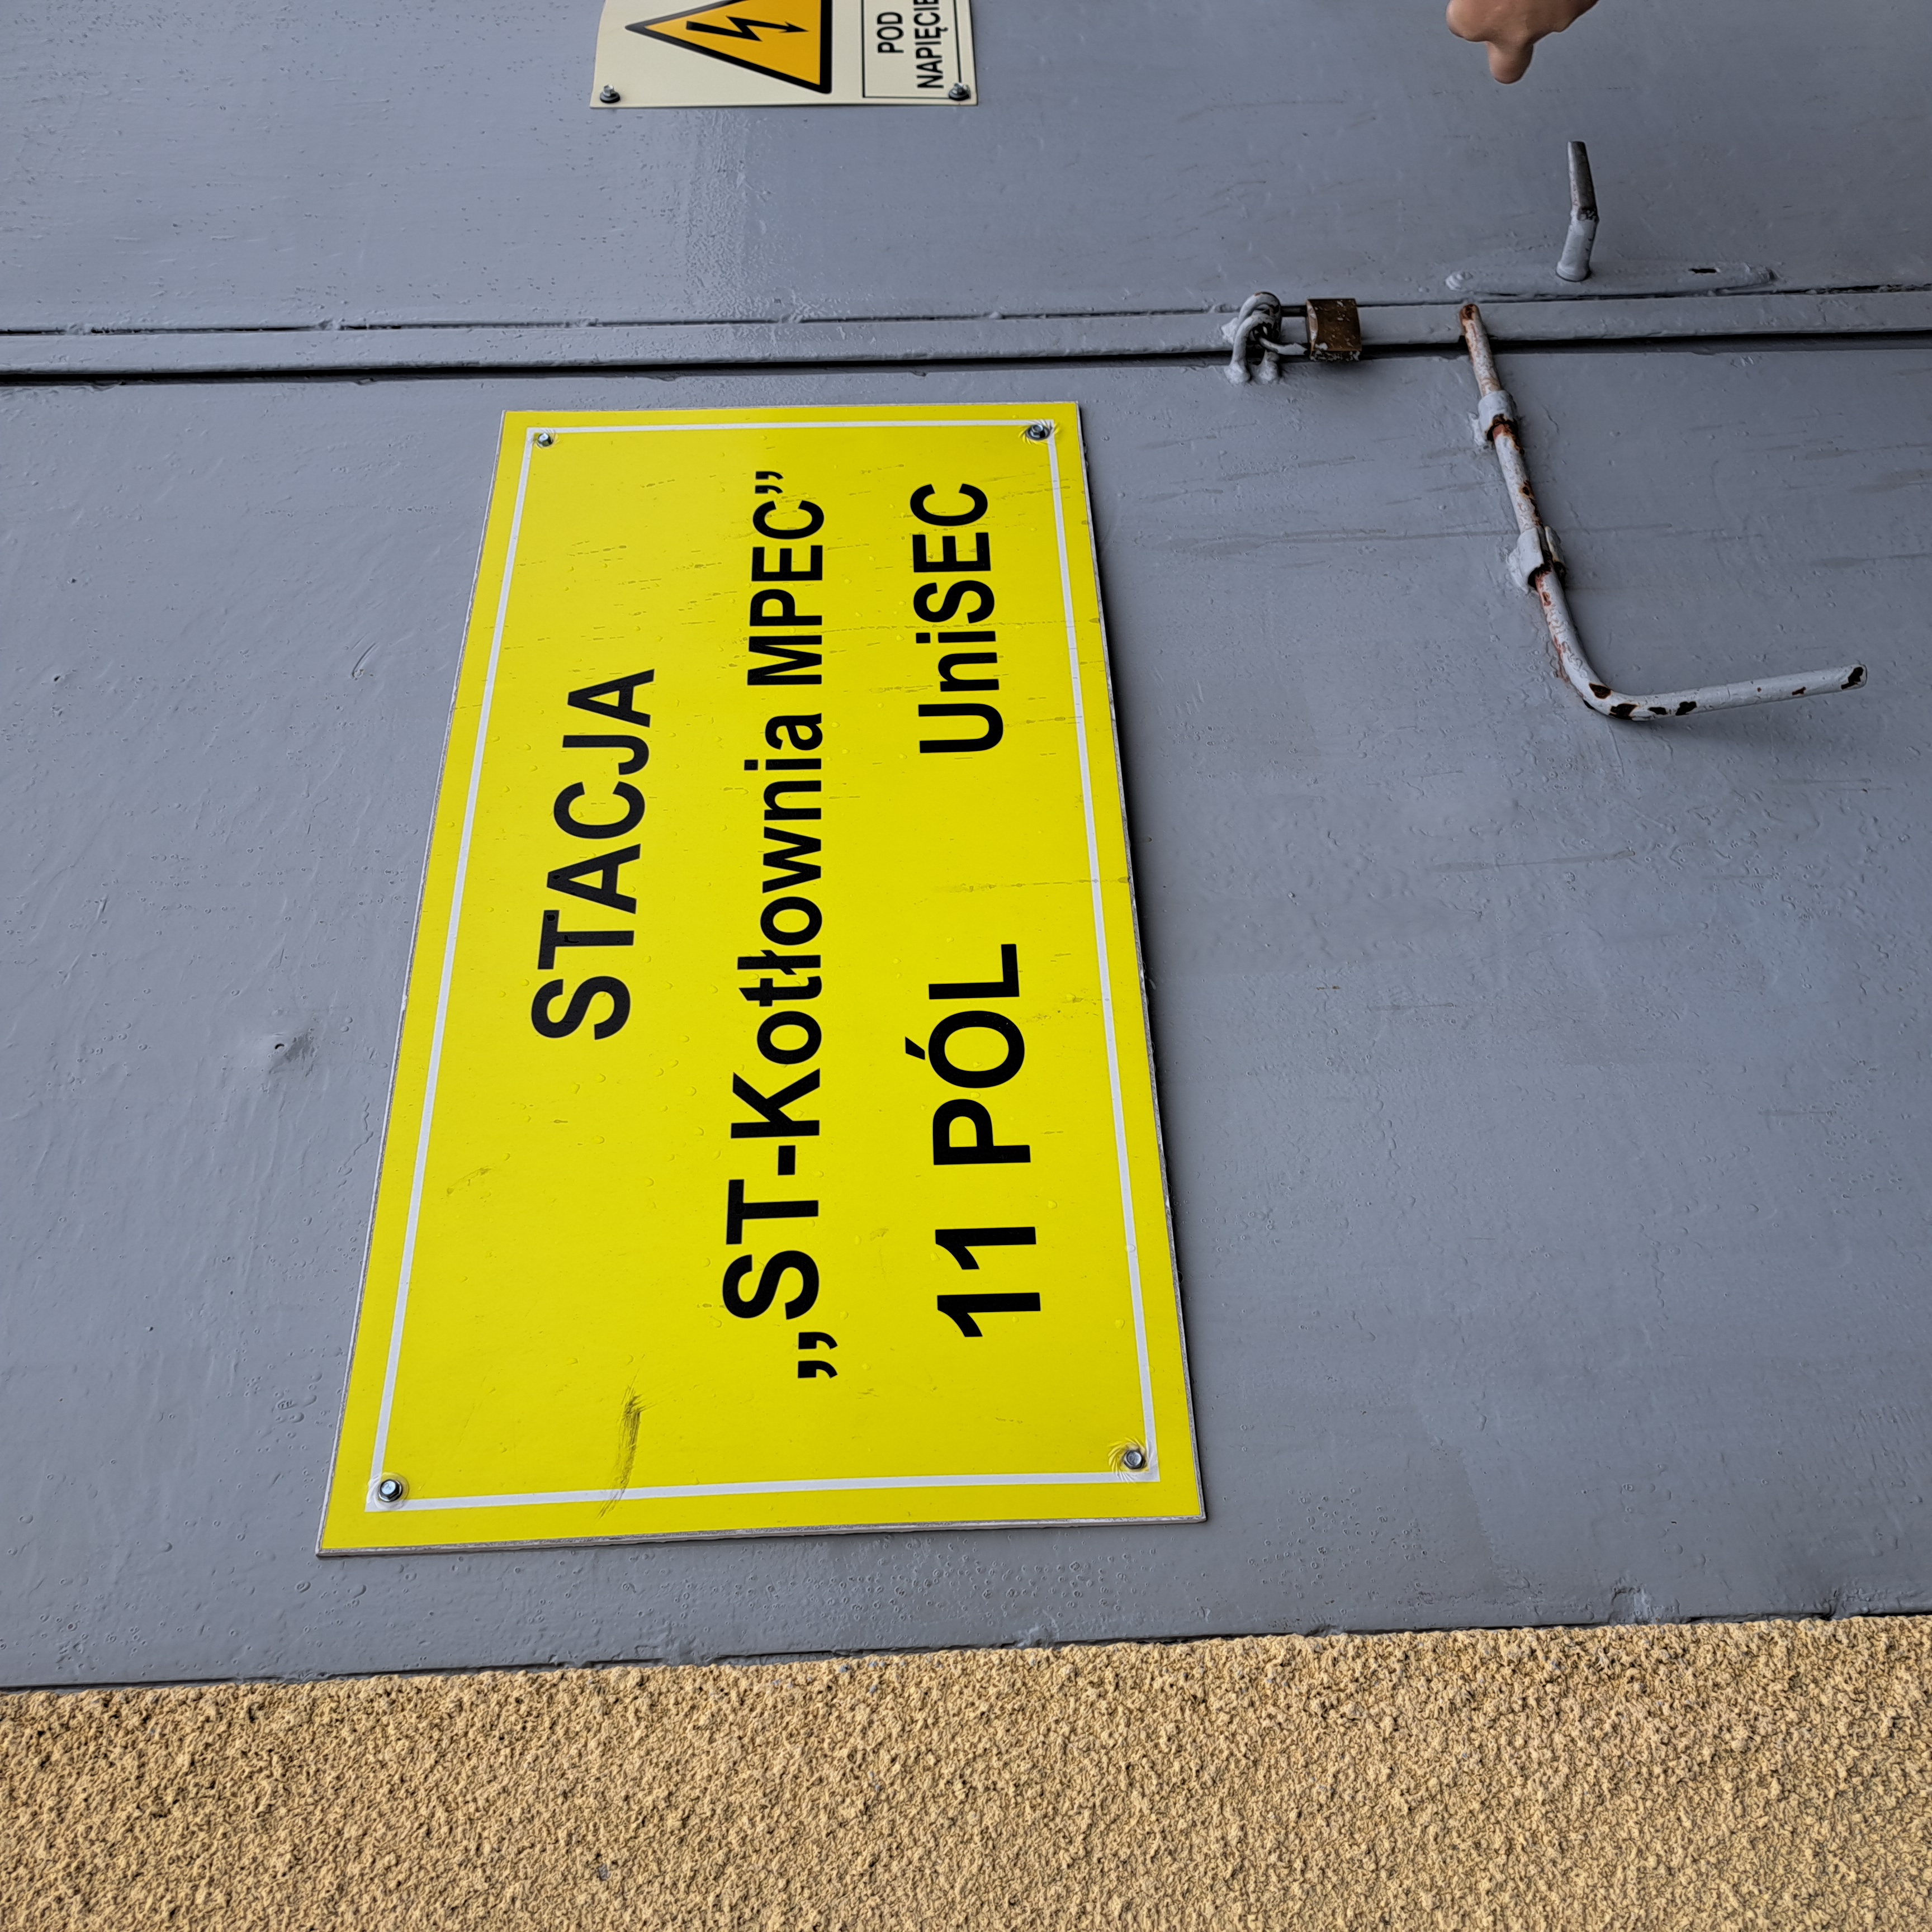 POD
NAPIĘCIE
STACJA
„ST-Kotłownia MPEC”
11 PÓL UniSEC